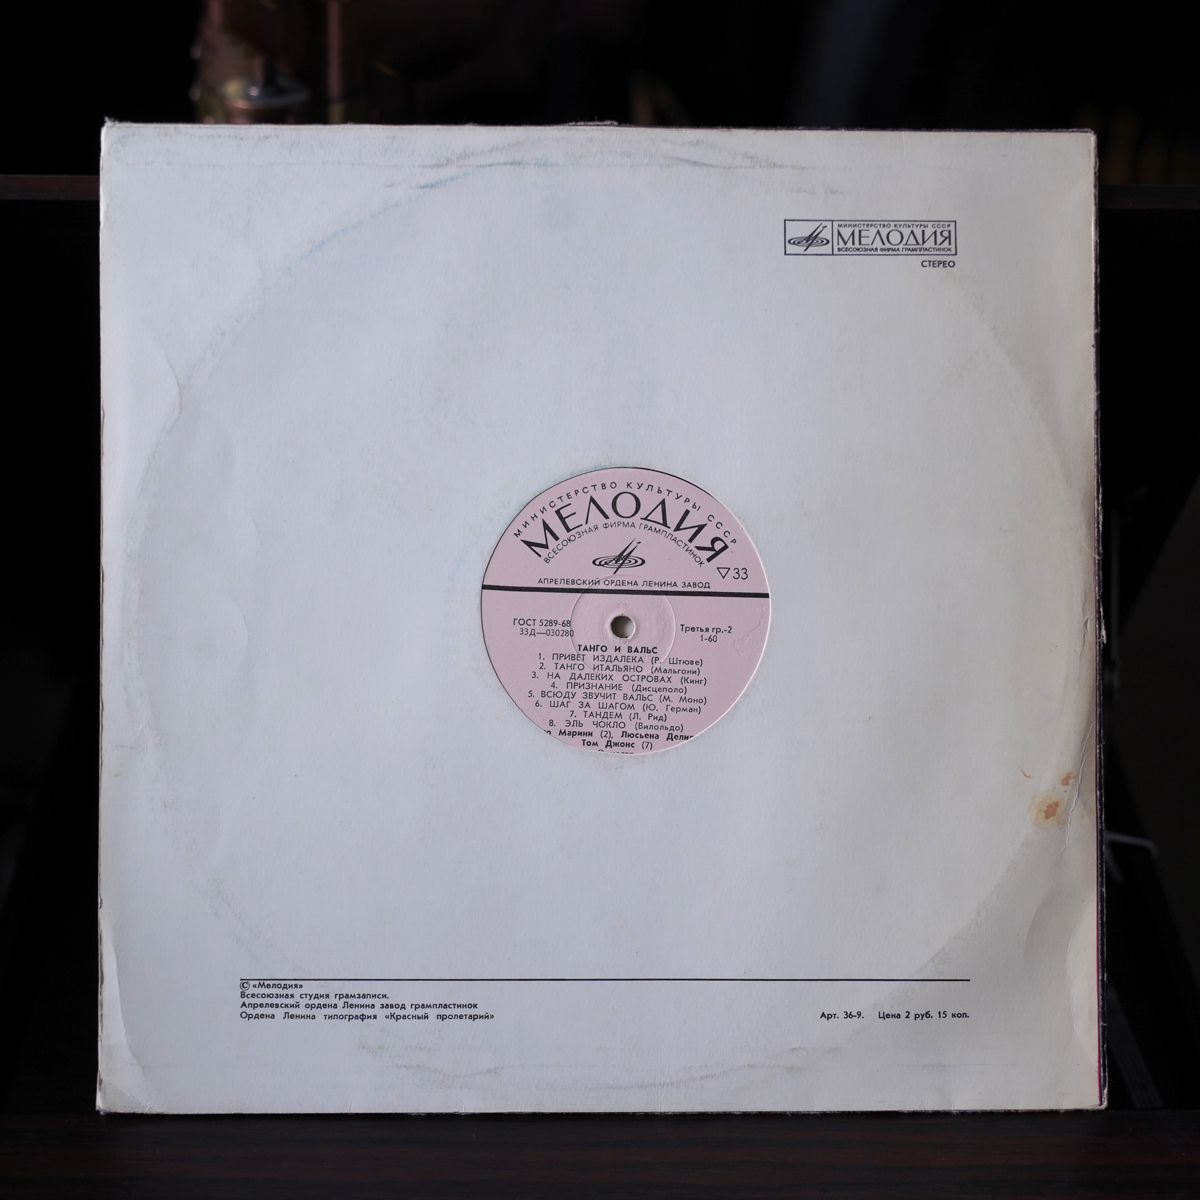 МИНИСТЕРСТВО КУЛЬТУРЫ СССР
МЕЛОДИЯ
ВСЕСОЮЗНАЯ ФИРМА ГРАМПЛАСТИНОК
СТЕРЕО
МИНИСТЕРСТВО КУЛЬТУРЫ СССР
МЕЛОДИЯ
ВСЕСОЮЗНАЯ ФИРМА ГРАМПЛАСТИНОК
▽33
АПРЕЛЕВСКИЙ ОРДЕНА ЛЕНИНА ЗАВОД
ГОСТ 5289-68
33Д—030280
Третья гр.-2
1-60
ТАНГО И ВАЛЬС
1. ПРИВЕТ ИЗДАЛЕКА (Р. Штюве)
2. ТАНГО ИТАЛЬЯНО (Мальгони)
3. НА ДАЛЕКИХ ОСТРОВАХ (Кинг)
4. ПРИЗНАНИЕ (Дисцеполо)
5. ВСЮДУ ЗВУЧИТ ВАЛЬС (М. Моно)
6. ШАГ ЗА ШАГОМ (Ю. Герман)
7. ТАНДЕМ (Л. Рид)
8. ЭЛЬ ЧОКЛО (Вилольдо)
Марини (2), Люсьена
Том Джонс (7)
© «Мелодия»
Всесоюзная студия грамзаписи.
Апрелевский ордена Ленина завод грампластинок
Ордена Ленина типография «Красный пролетарий»
Арт. 36-9. Цена 2 руб. 15 коп.